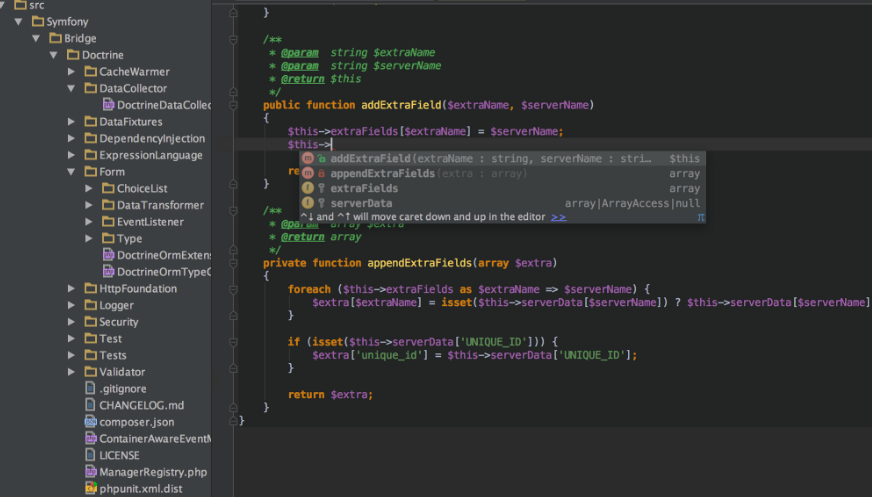 src
Symfony
Bridge
Doctrine
CacheWarmer
DataCollector
DoctrineDataCollec
DataFixtures
DependencyInjection
ExpressionLanguage
Form
ChoiceList
DataTransformer
EventListener
Type
DoctrineOrmExtens
DoctrineOrmTypeG
HttpFoundation
Logger
Security
Test
Tests
Validator
.gitignore
CHANGELOG.md
composer.json
ContainerAwareEventM
LICENSE
ManagerRegistry.php
phpunit.xml.dist
}
/**
* @param string $extraName
* @param string $serverName
* @return $this
*/
public function addExtraField($extraName, $serverName)
{
$this->extraFields[$extraName] = $serverName;
$this->
m addExtraField(extraName : string, serverName : stri... $this
re m appendExtraFields(extra : array) array
} f extraFields array
f serverData array|ArrayAccess|null
/** ^↓ and ^↑ will move caret down and up in the editor >> π
* @param array $extra
* @return array
*/
private function appendExtraFields(array $extra)
{
foreach ($this->extraFields as $extraName => $serverName) {
$extra[$extraName] = isset($this->serverData[$serverName]) ? $this->serverData[$serverName]
}
if (isset($this->serverData['UNIQUE_ID'])) {
$extra['unique_id'] = $this->serverData['UNIQUE_ID'];
}
return $extra;
}
}